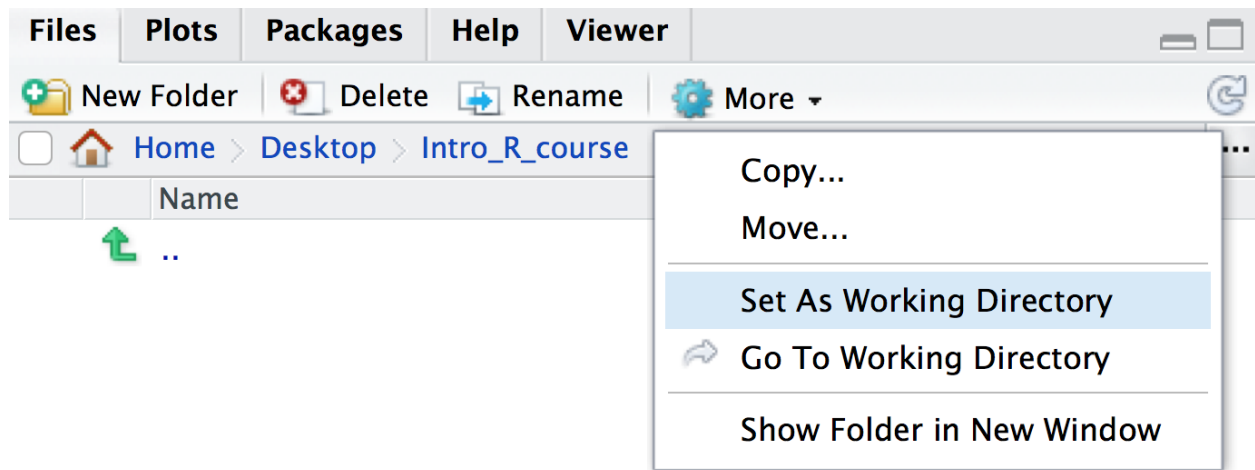 Files Plots Packages Help Viewer
New Folder Delete Rename More
Home Desktop Intro_R_course ...
Name
..
Copy...
Move...
Set As Working Directory
Go To Working Directory
Show Folder in New Window